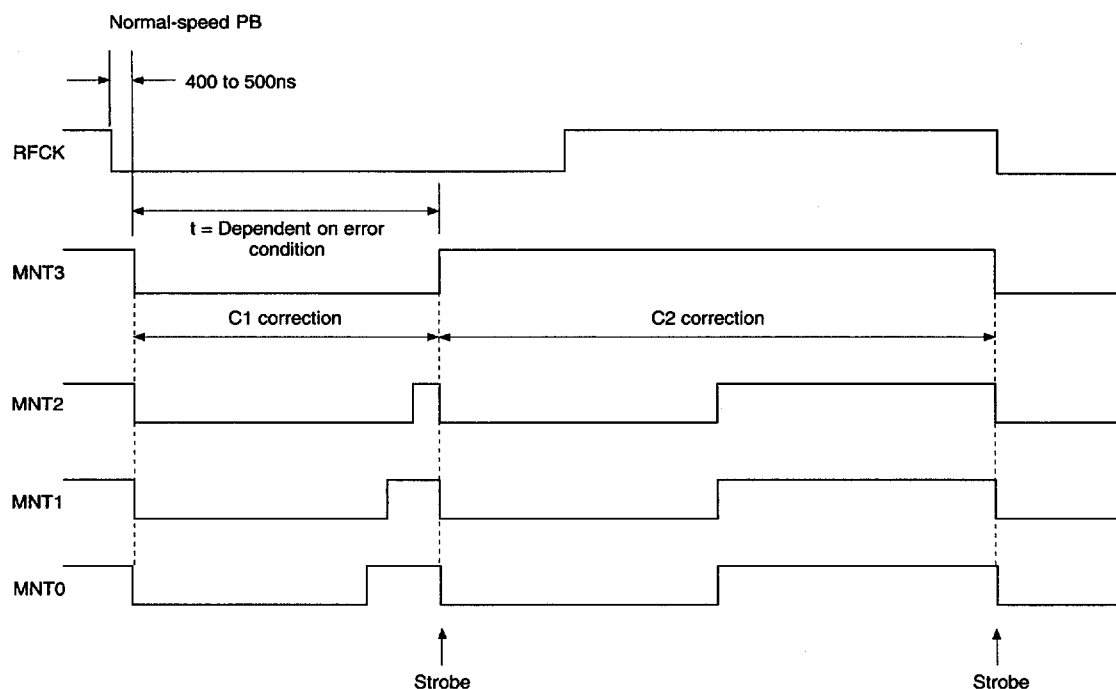 Normal-speed PB
400 to 500ns
RFCK
t = Dependent on error
condition
MNT3
C1 correction
C2 correction
MNT2
MNT1
MNT0
Strobe
Strobe